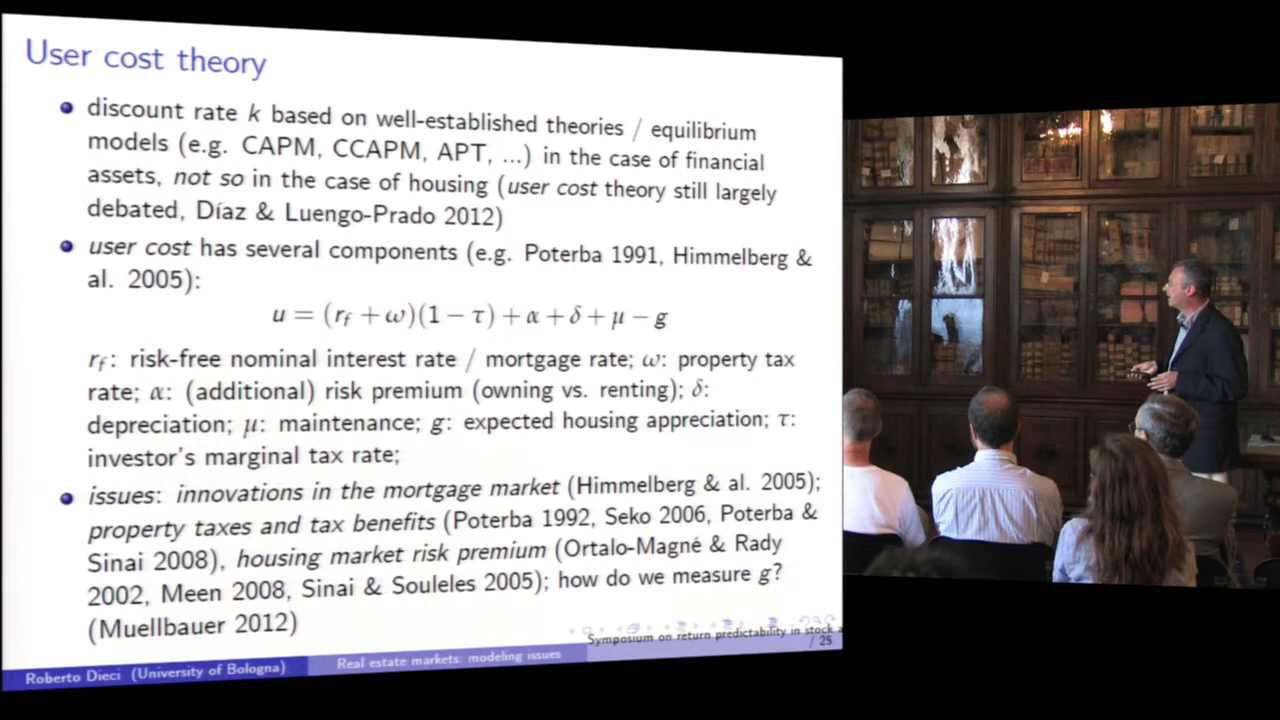 User cost theory
discount rate k based on well-established theories / equilibrium
models (e.g. CAPM, CCAPM, APT, ...) in the case of financial
assets, not so in the case of housing (user cost theory still largely
debated, Díaz & Luengo-Prado 2012)
user cost has several components (e.g. Poterba 1991, Himmelberg &
al. 2005):
u = (r_f + ω)(1 − τ) + α + δ + μ − g
r_f: risk-free nominal interest rate / mortgage rate; ω: property tax
rate; α: (additional) risk premium (owning vs. renting); δ:
depreciation; μ: maintenance; g: expected housing appreciation; τ:
investor's marginal tax rate;
issues: innovations in the mortgage market (Himmelberg & al. 2005);
property taxes and tax benefits (Poterba 1992, Seko 2006, Poterba &
Sinai 2008), housing market risk premium (Ortalo-Magné & Rady
2002, Meen 2008, Sinai & Souleles 2005); how do we measure g?
(Muellbauer 2012)
Symposium on return predictability in stock a
/ 25
Roberto Dieci (University of Bologna)
Real estate markets: modeling issues